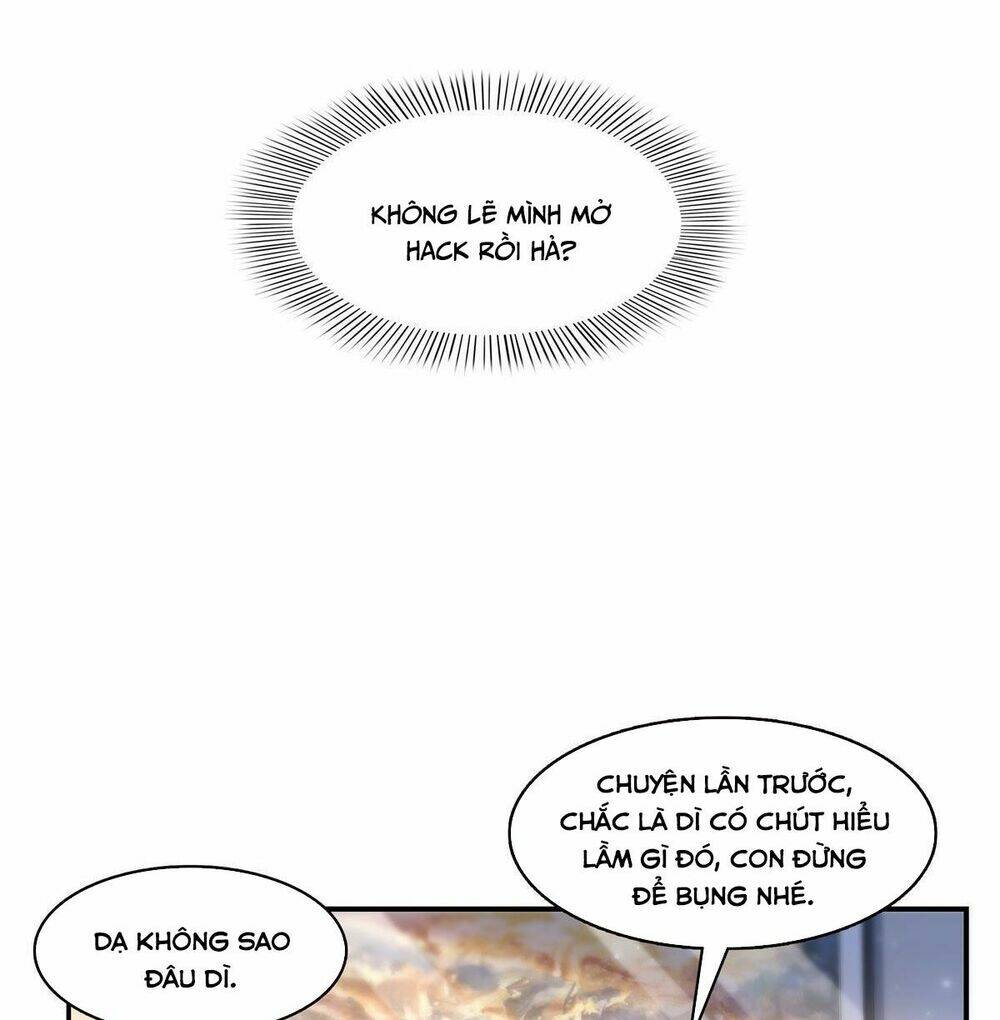 KHÔNG LẼ MÌNH MỞ
HACK RỒI HẢ?
CHUYỆN LẦN TRƯỚC,
CHẮC LÀ DÌ CÓ CHÚT HIỂU
LẦM GÌ ĐÓ, CON ĐỪNG
ĐỂ BỤNG NHÉ.
DẠ KHÔNG SAO
ĐÂU DÌ.